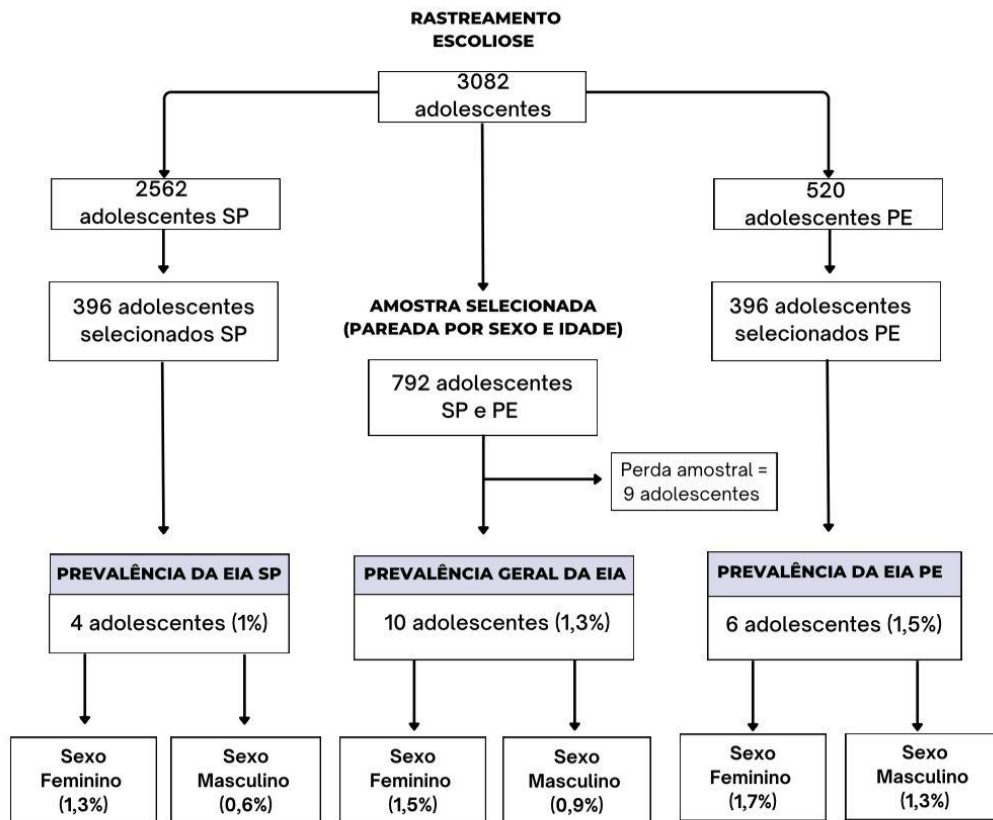 RASTREAMENTO
ESCOLIOSE
3082
adolescentes
2562
adolescentes SP
520
adolescentes PE
396 adolescentes
selecionados SP
AMOSTRA SELECIONADA
(PAREADA POR SEXO E IDADE)
396 adolescentes
selecionados PE
792 adolescentes
SP e PE
Perda amostral =
9 adolescentes
PREVALÊNCIA DA EIA SP
4 adolescentes (1%)
PREVALÊNCIA GERAL DA EIA
10 adolescentes (1,3%)
PREVALÊNCIA DA EIA PE
6 adolescentes (1,5%)
Sexo
Feminino
(1,3%)
Sexo
Masculino
(0,6%)
Sexo
Feminino
(1,5%)
Sexo
Masculino
(0,9%)
Sexo
Feminino
(1,7%)
Sexo
Masculino
(1,3%)